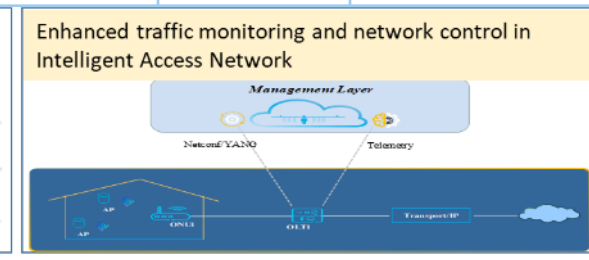 Enhanced traffic monitoring and network control in
Intelligent Access Network
Management Layer
Netconf/YANG
Telemetry
AP
AP
ONU1
OLT1
Transport/IP